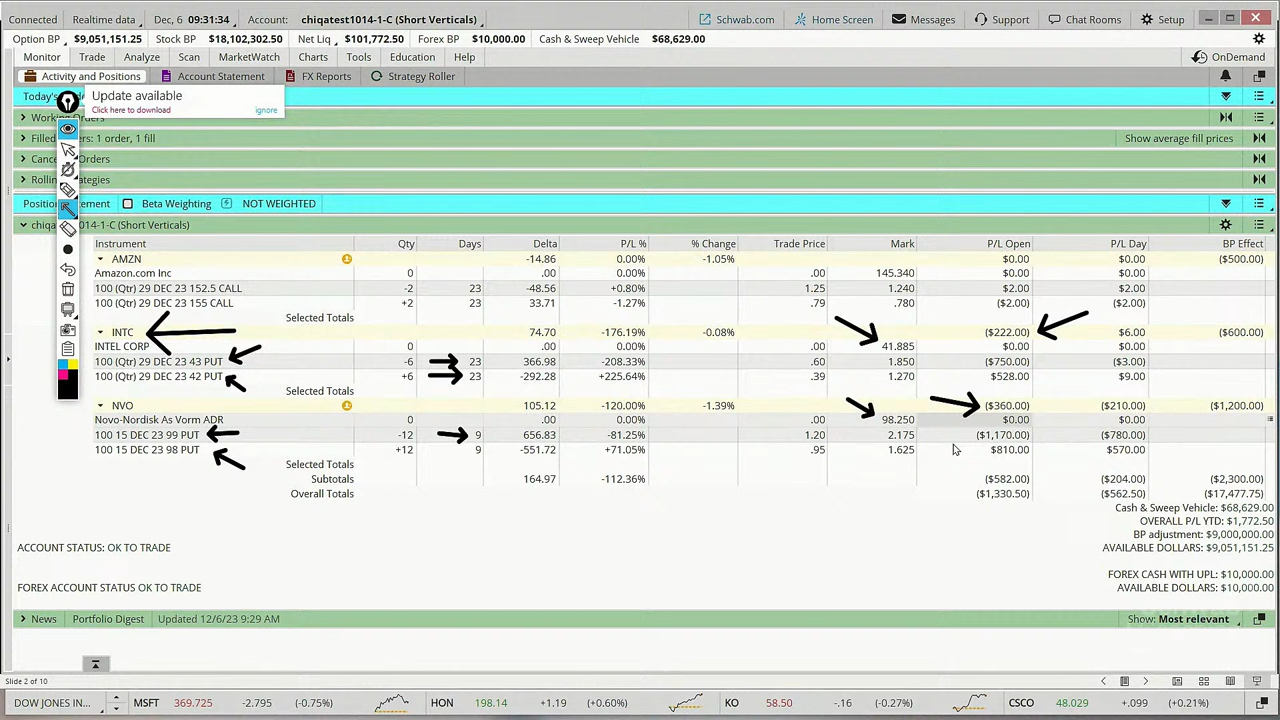 Connected Realtime data Dec, 6 09:31:34 Account: chiqatest1014-1-C (Short Verticals) Schwab.com Home Screen Messages Support Chat Rooms Setup
Option BP $9,051,151.25 Stock BP $18,102,302.50 Net Liq $101,772.50 Forex BP $10,000.00 Cash & Sweep Vehicle $68,629.00
Monitor Trade Analyze Scan MarketWatch Charts Tools Education Help OnDemand
Activity and Positions Account Statement FX Reports Strategy Roller
Today's
Update available
Click here to download ignore
Working Orders
Filled 1 order, 1 fill Show average fill prices
Orders
Rolling
Beta Weighting NOT WEIGHTED
1014-1-C (Short Verticals)
Instrument Qty Days Delta P/L % % Change Trade Price Mark P/L Open P/L Day BP Effect
AMZN -14.86 0.00% -1.05% $0.00 $0.00 ($500.00)
Amazon.com Inc 0 .00 0.00% .00 145.340 $0.00 $0.00
100 (Qtr) 29 DEC 23 152.5 CALL -2 23 -48.56 +0.80% 1.25 1.240 $2.00 $2.00
100 (Qtr) 29 DEC 23 155 CALL +2 23 33.71 -1.27% .79 .780 ($2.00) ($2.00)
Selected Totals
INTC 74.70 -176.19% -0.08% ($222.00) $6.00 ($600.00)
INTEL CORP 0 .00 0.00% .00 41.885 $0.00 $0.00
100 (Qtr) 29 DEC 23 43 PUT -6 23 366.98 -208.33% .60 1.850 ($750.00) ($3.00)
100 (Qtr) 29 DEC 23 42 PUT +6 23 -292.28 +225.64% .39 1.270 $528.00 $9.00
Selected Totals
NVO 105.12 -120.00% -1.39% ($360.00) ($210.00) ($1,200.00)
Novo-Nordisk As Vorm ADR 0 .00 0.00% .00 98.250 $0.00 $0.00
100 15 DEC 23 99 PUT -12 9 656.83 -81.25% 1.20 2.175 ($1,170.00) ($780.00)
100 15 DEC 23 98 PUT +12 9 -551.72 +71.05% .95 1.625 $810.00 $570.00
Selected Totals
Subtotals 164.97 -112.36% ($582.00) ($204.00) ($2,300.00)
Overall Totals ($1,330.50) ($562.50) ($17,477.75)
Cash & Sweep Vehicle: $68,629.00
OVERALL P/L YTD: $1,772.50
BP adjustment: $9,000,000.00
ACCOUNT STATUS: OK TO TRADE AVAILABLE DOLLARS: $9,051,151.25
FOREX CASH WITH UPL: $10,000.00
FOREX ACCOUNT STATUS OK TO TRADE AVAILABLE DOLLARS: $10,000.00
News Portfolio Digest Updated 12/6/23 9:29 AM Show: Most relevant
Slide 2 of 10
DOW JONES IN... MSFT 369.725 -2.795 (-0.75%) HON 198.14 +1.19 (+0.60%) KO 58.50 -.16 (-0.27%) CSCO 48.029 +.099 (+0.21%)